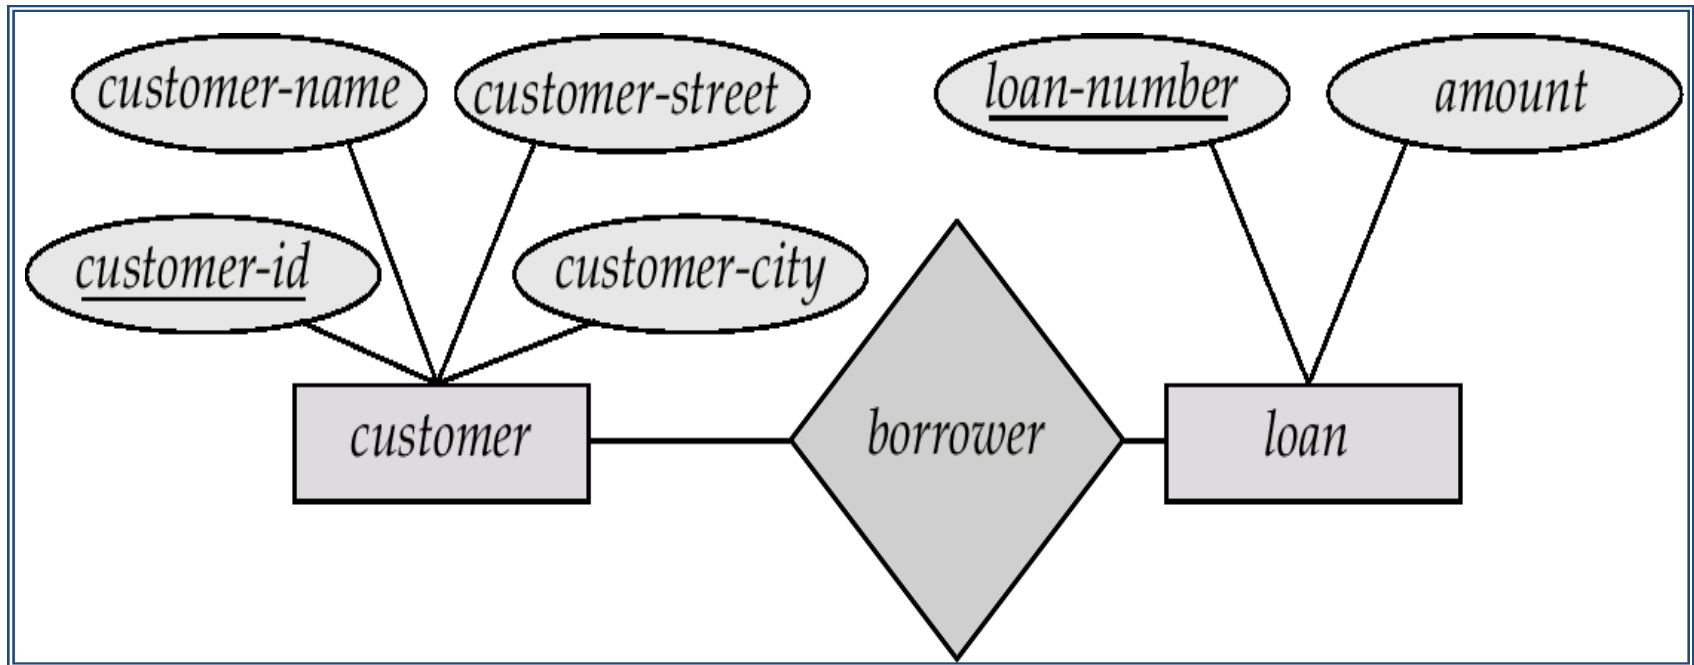 customer-name
customer-street
loan-number
amount
customer-id
customer-city
customer
borrower
loan